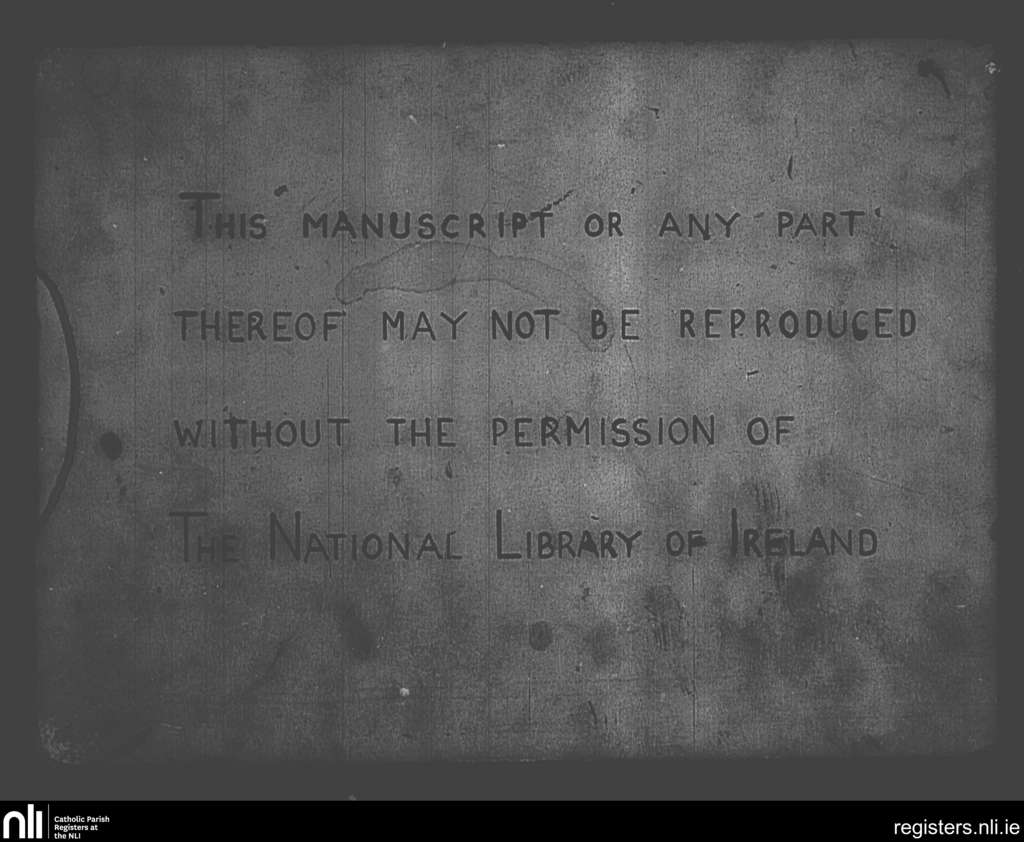 This manuscript or any part
thereof may not be reproduced
without the permission of
The National Library of Ireland
nli
Catholic Parish
Registers at
the NLI
registers.nli.ie